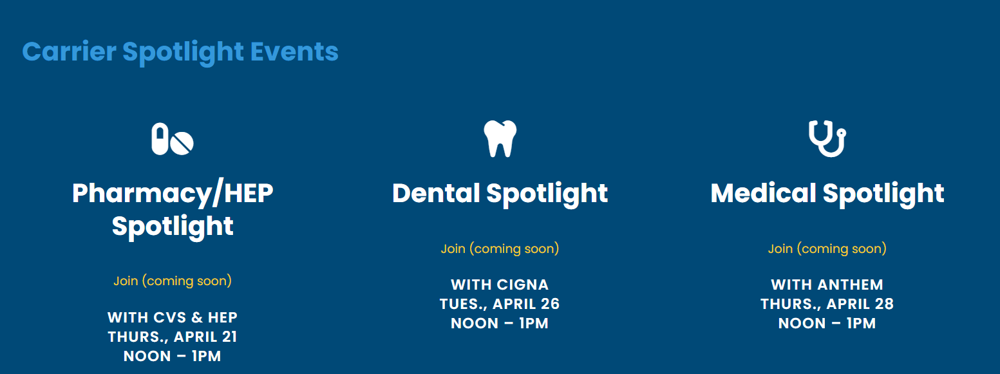 Carrier Spotlight Events
Pharmacy/HEP
Spotlight
Join (coming soon)
WITH CVS & HEP
THURS., APRIL 21
NOON – 1PM
Dental Spotlight
Join (coming soon)
WITH CIGNA
TUES., APRIL 26
NOON – 1PM
Medical Spotlight
Join (coming soon)
WITH ANTHEM
THURS., APRIL 28
NOON – 1PM